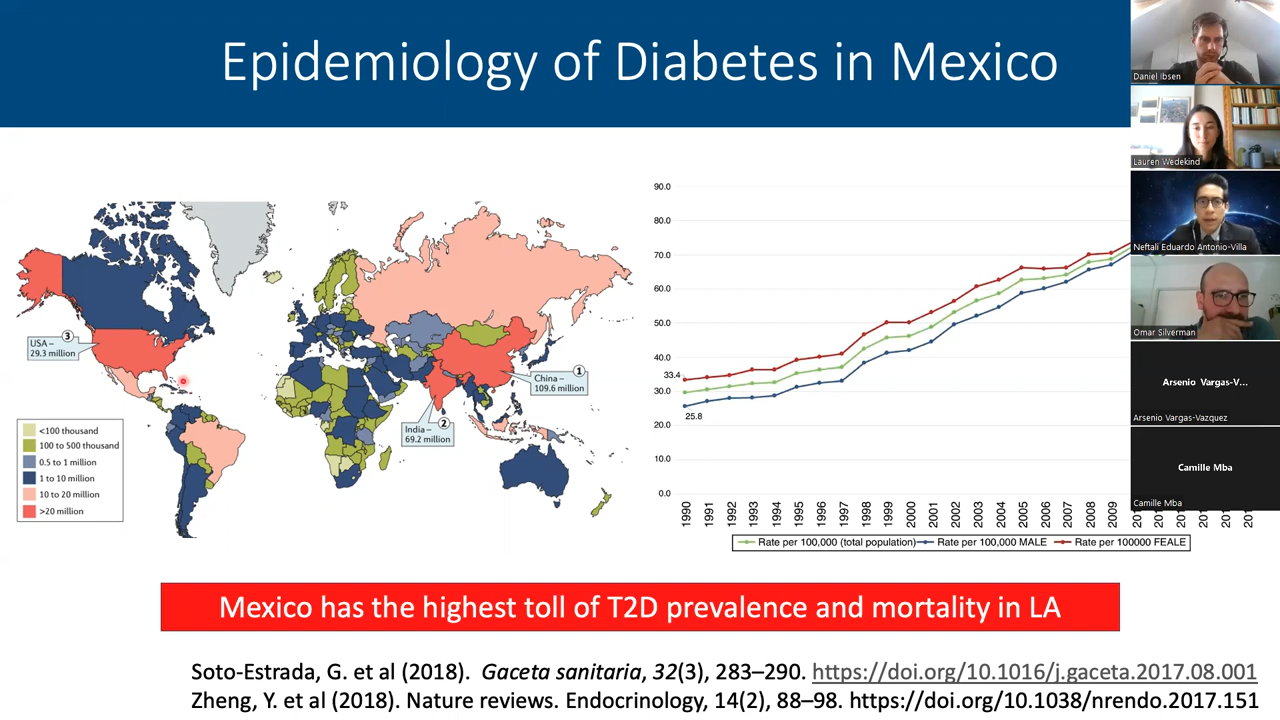 Epidemiology of Diabetes in Mexico
Daniel Ibsen
Lauren Wedekind
Neftali Eduardo Antonio-Villa
Omar Silverman
Arsenio Vargas-V...
Arsenio Vargas-Vazquez
Camille Mba
Camille Mba
3
USA –
29.3 million
1
China –
109.6 million
2
India –
69.2 million
<100 thousand
100 to 500 thousand
0.5 to 1 million
1 to 10 million
10 to 20 million
>20 million
90.0
80.0
70.0
60.0
50.0
40.0
30.0
20.0
10.0
0.0
33.4
25.8
1990
1991
1992
1993
1994
1995
1996
1997
1998
1999
2000
2001
2002
2003
2004
2005
2006
2007
2008
2009
Rate per 100,000 (total population)
Rate per 100,000 MALE
Rate per 100000 FEALE
Mexico has the highest toll of T2D prevalence and mortality in LA
Soto-Estrada, G. et al (2018). Gaceta sanitaria, 32(3), 283–290. https://doi.org/10.1016/j.gaceta.2017.08.001
Zheng, Y. et al (2018). Nature reviews. Endocrinology, 14(2), 88–98. https://doi.org/10.1038/nrendo.2017.151